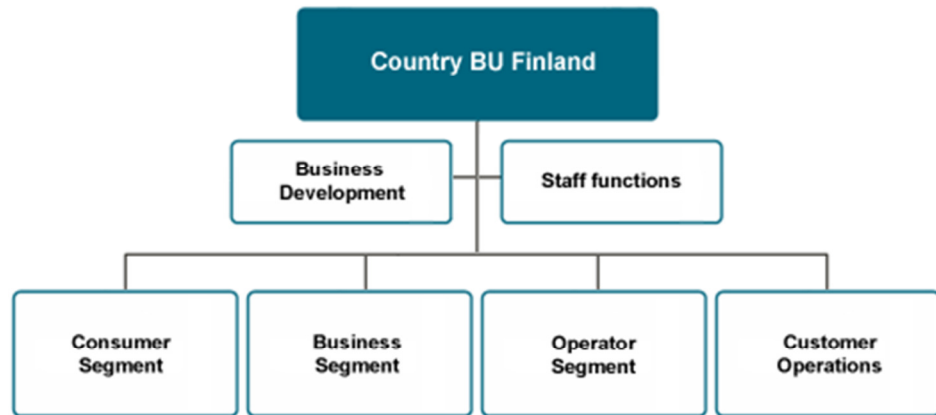 Country BU Finland
Business
Development
Staff functions
Consumer
Segment
Business
Segment
Operator
Segment
Customer
Operations